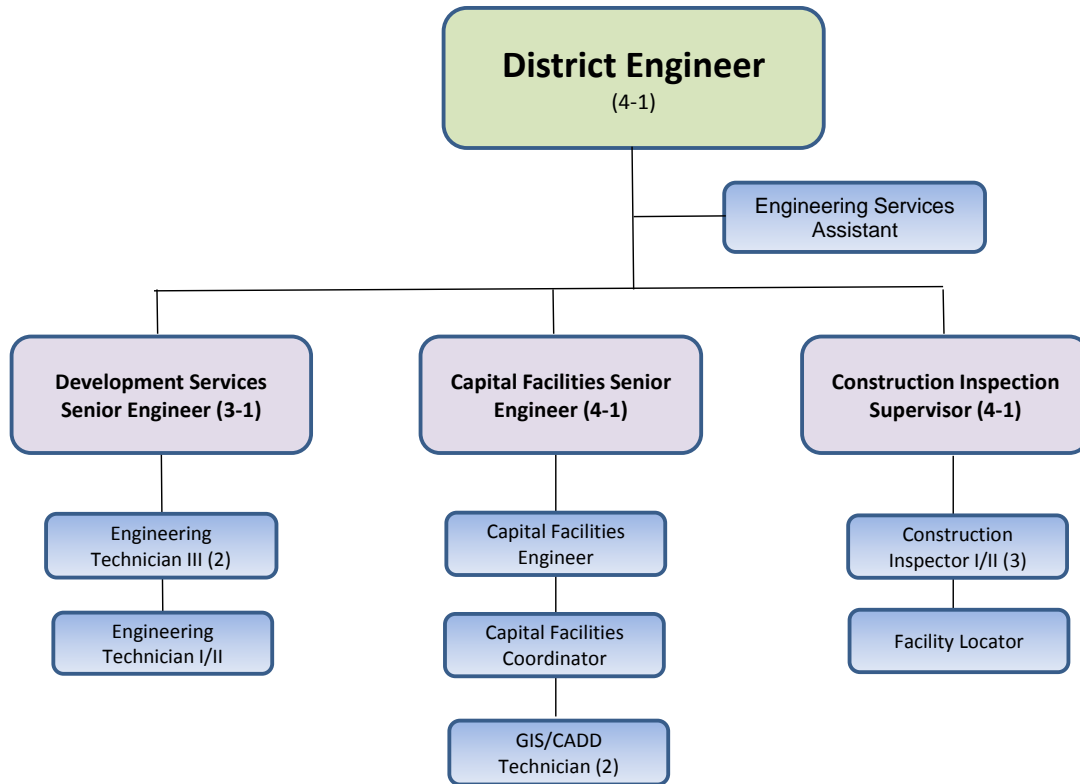 District Engineer
(4-1)
Engineering Services
Assistant
Development Services
Senior Engineer (3-1)
Capital Facilities Senior
Engineer (4-1)
Construction Inspection
Supervisor (4-1)
Engineering
Technician III (2)
Capital Facilities
Engineer
Construction
Inspector I/II (3)
Engineering
Technician I/II
Capital Facilities
Coordinator
Facility Locator
GIS/CADD
Technician (2)